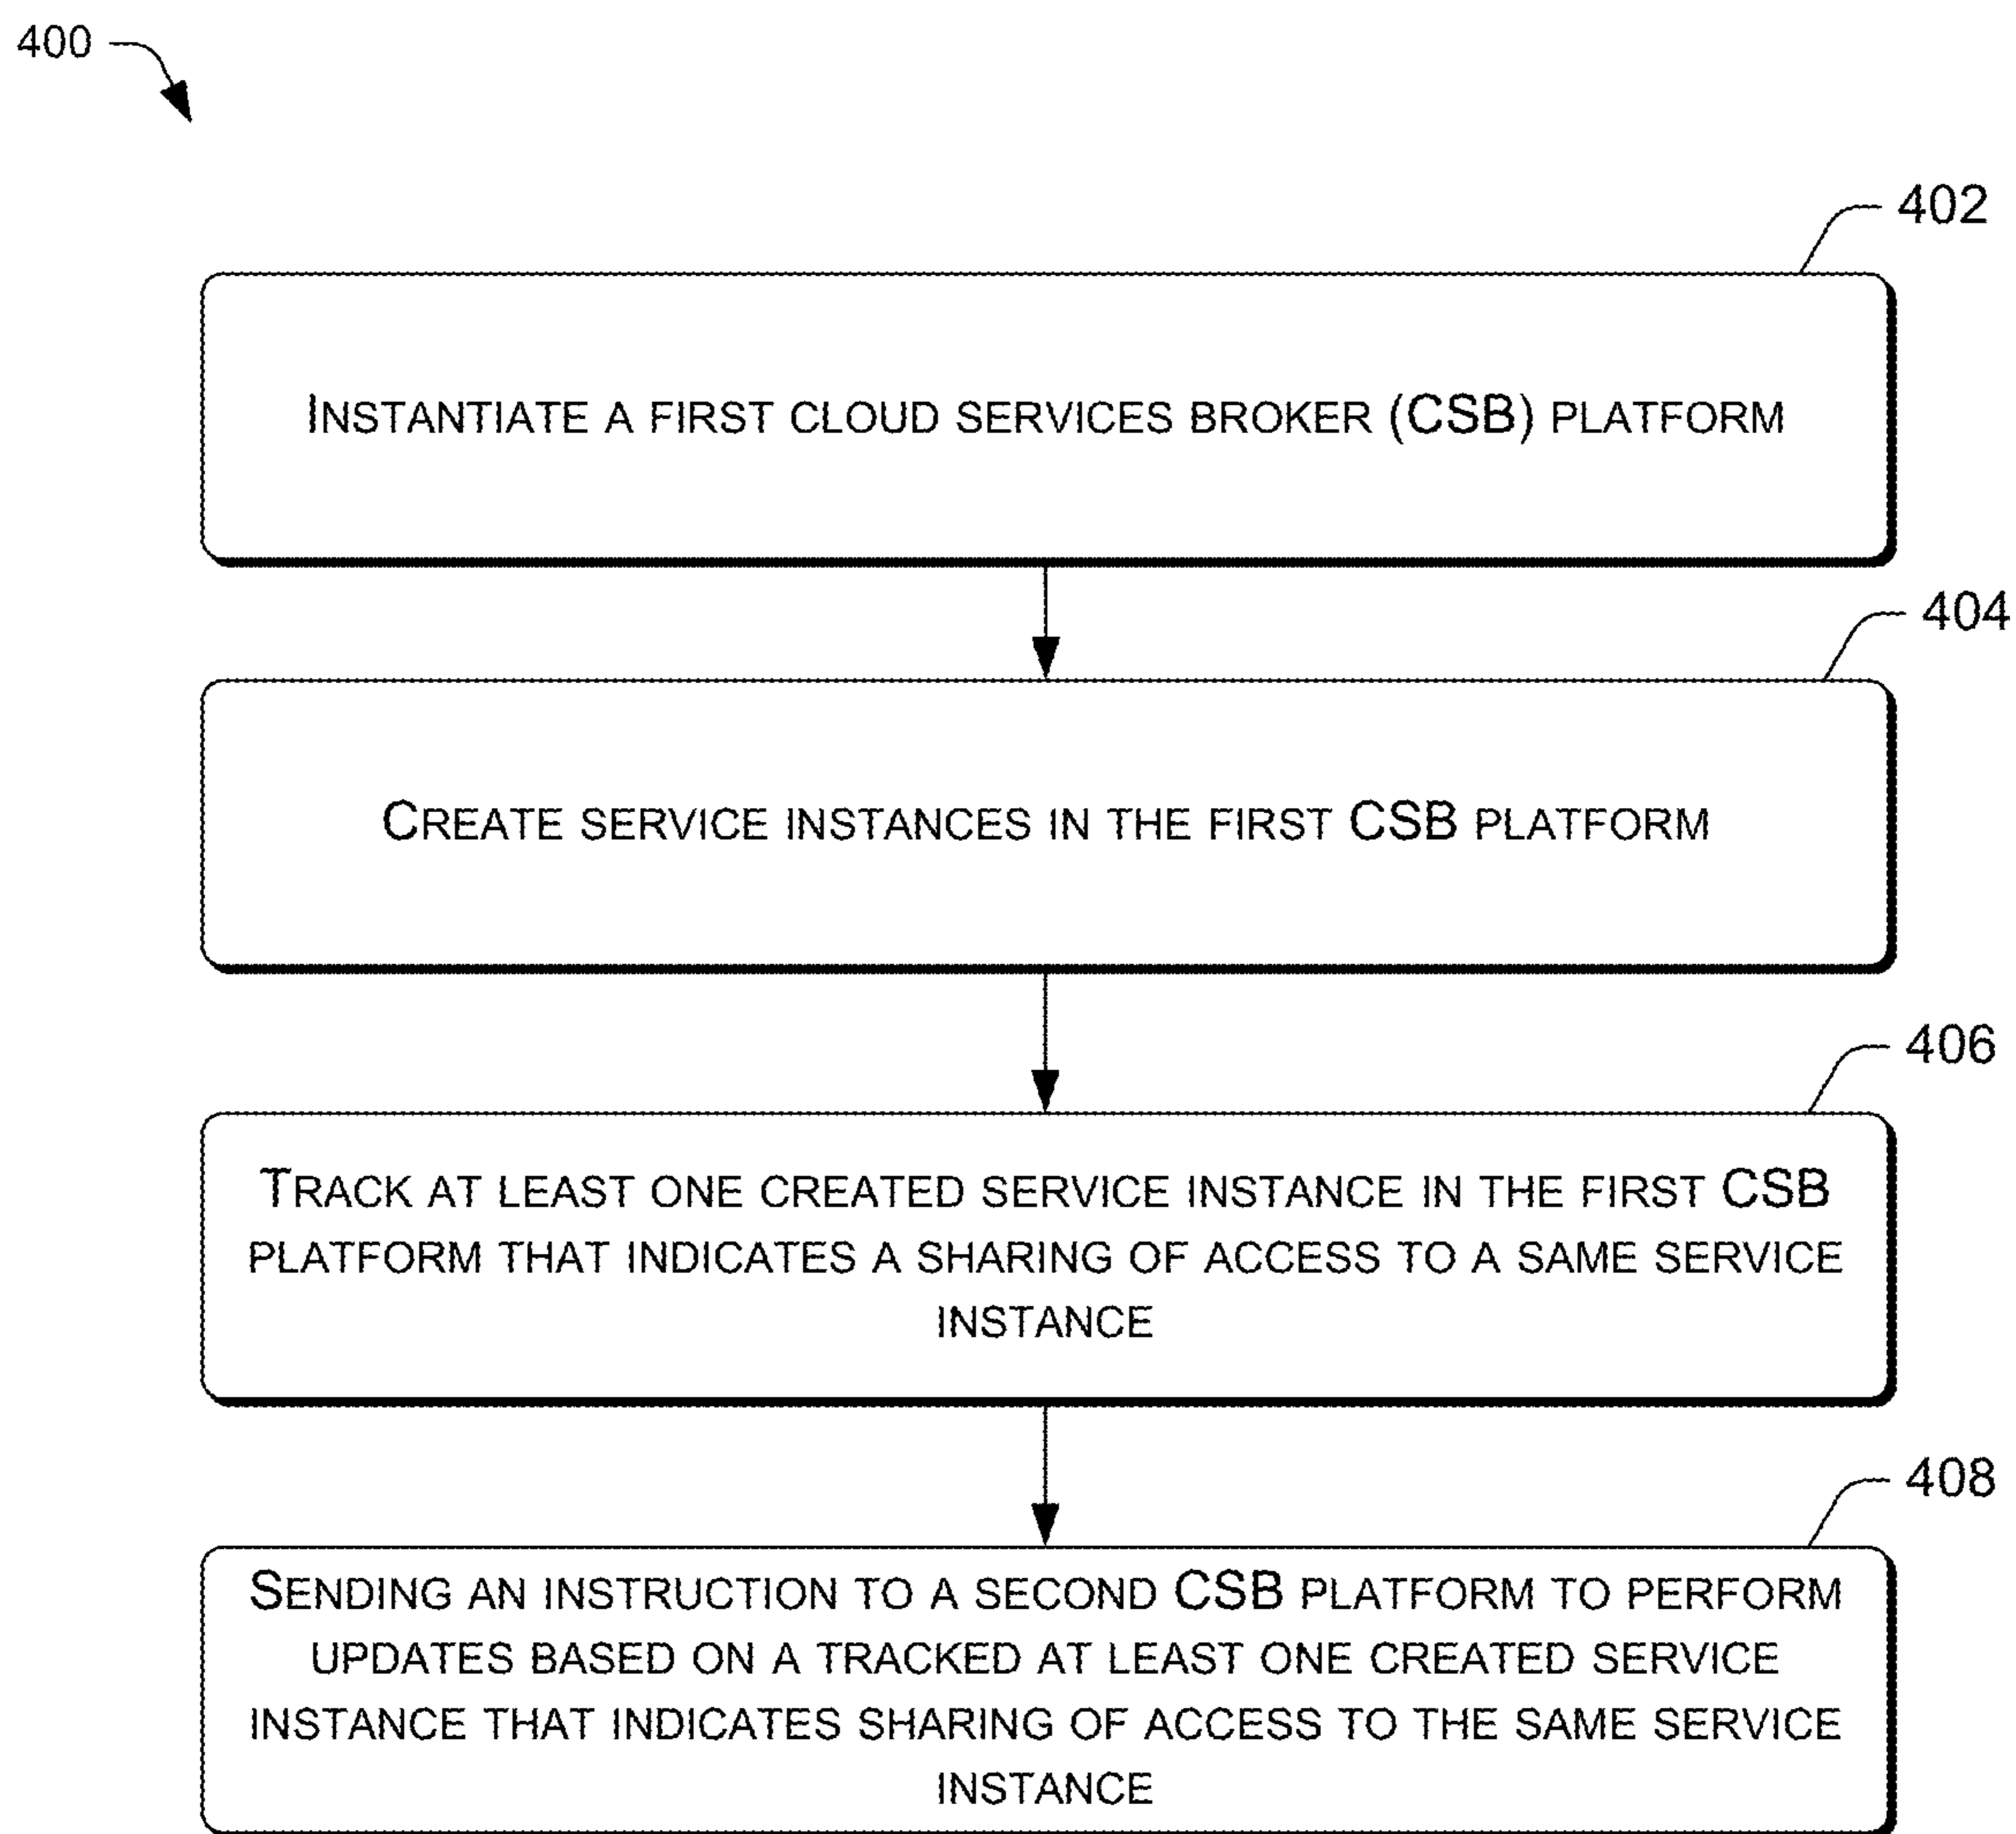 400
402
INSTANTIATE A FIRST CLOUD SERVICES BROKER (CSB) PLATFORM
404
CREATE SERVICE INSTANCES IN THE FIRST CSB PLATFORM
406
TRACK AT LEAST ONE CREATED SERVICE INSTANCE IN THE FIRST CSB
PLATFORM THAT INDICATES A SHARING OF ACCESS TO A SAME SERVICE
INSTANCE
408
SENDING AN INSTRUCTION TO A SECOND CSB PLATFORM TO PERFORM
UPDATES BASED ON A TRACKED AT LEAST ONE CREATED SERVICE
INSTANCE THAT INDICATES SHARING OF ACCESS TO THE SAME SERVICE
INSTANCE